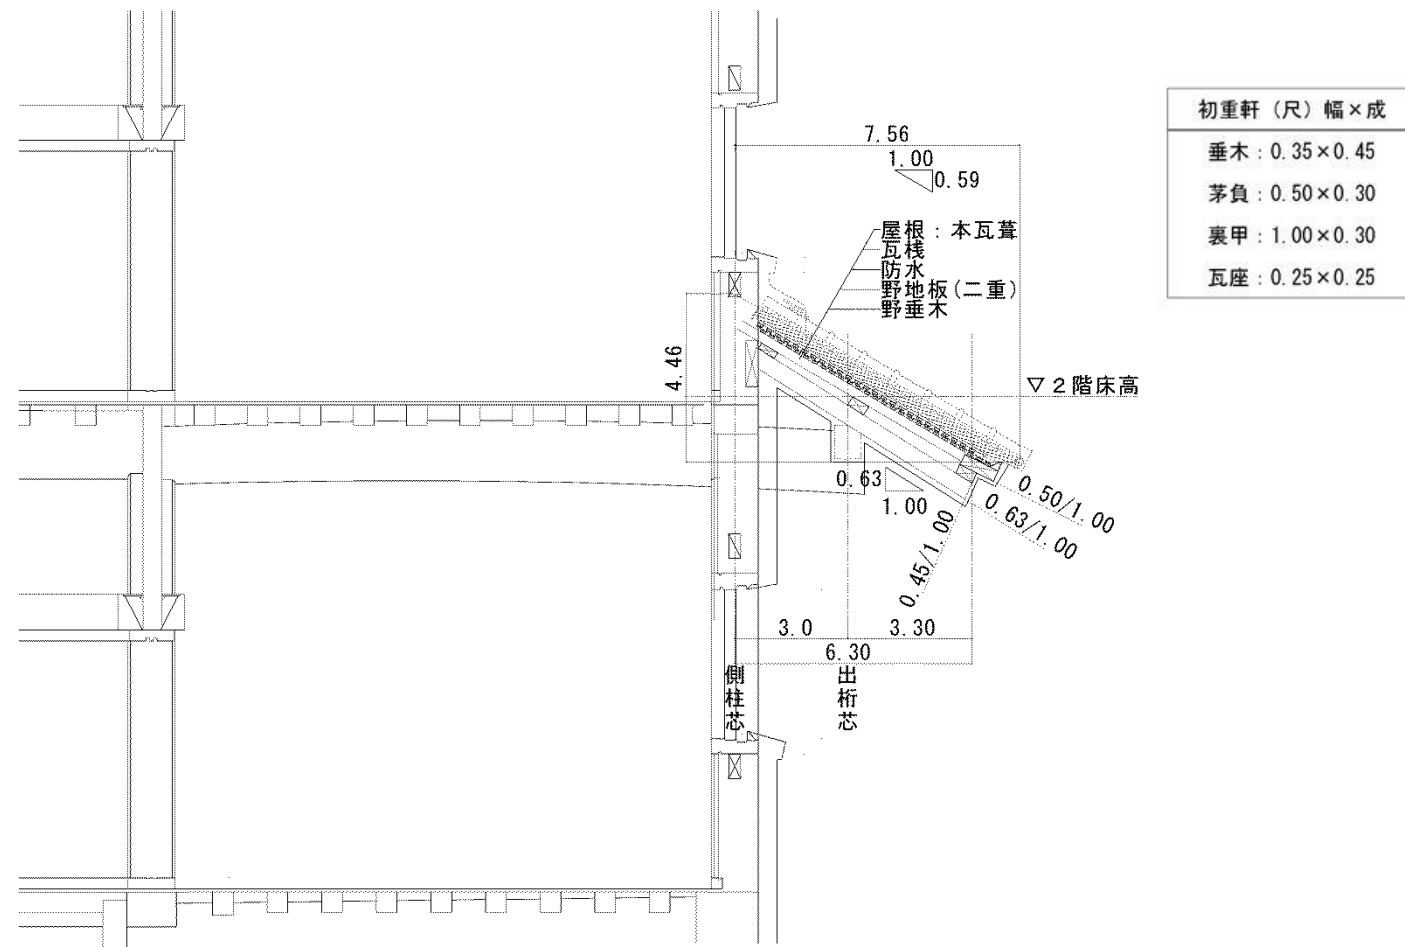 初重軒（尺）幅×成
垂木：0.35×0.45
茅負：0.50×0.30
裏甲：1.00×0.30
瓦座：0.25×0.25
7.56
1.00
0.59
屋根：本瓦葺
瓦桟
防水
野地板(二重)
野垂木
4.46
▽２階床高
0.63
1.00
0.50/1.00
0.63/1.00
0.45/1.00
3.0
3.30
6.30
側柱芯
出桁芯